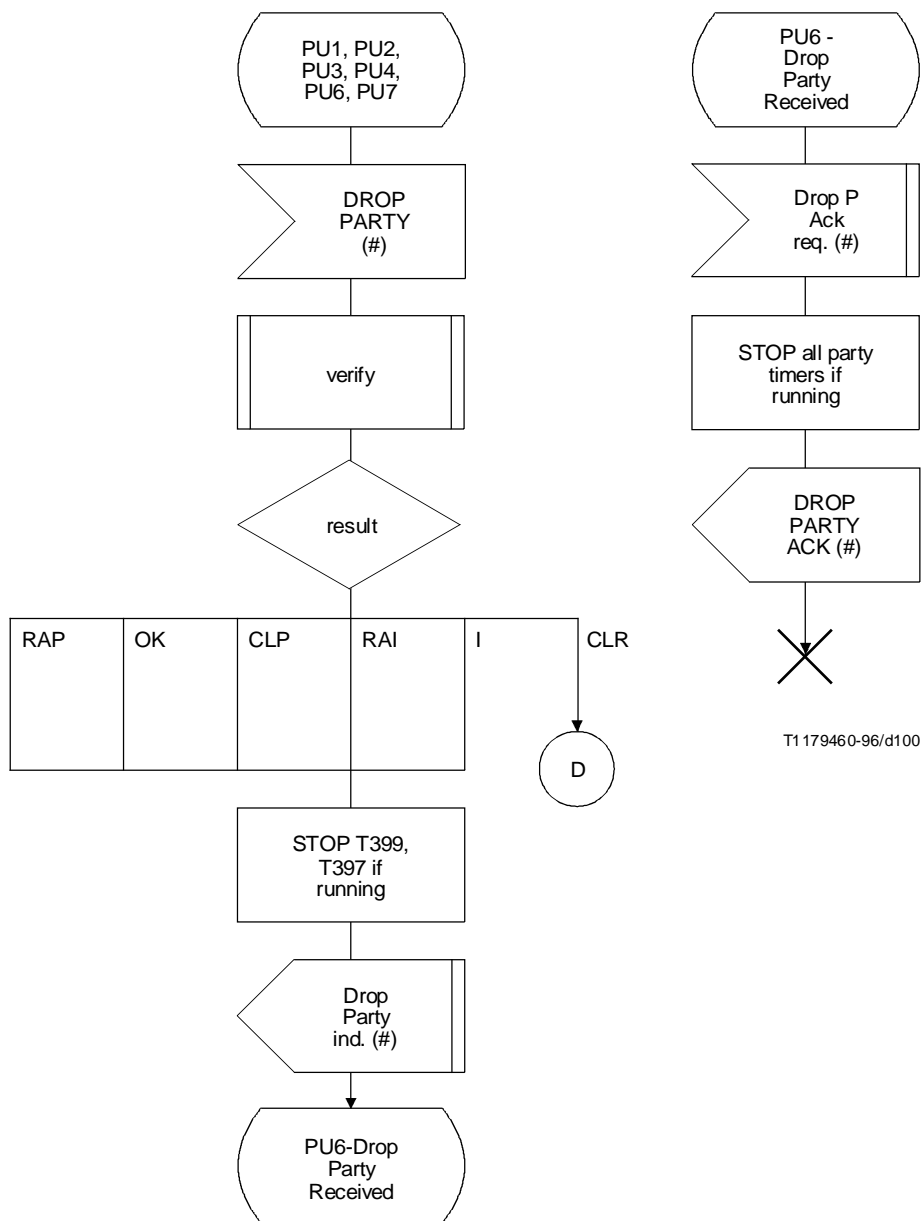 PU1, PU2,
PU3, PU4,
PU6, PU7
DROP
PARTY
(#)
verify
result
RAP
OK
CLP
RAI
I
CLR
D
STOP T399,
T397 if
running
Drop
Party
ind. (#)
PU6-Drop
Party
Received
PU6 -
Drop
Party
Received
Drop P
Ack
req. (#)
STOP all party
timers if
running
DROP
PARTY
ACK (#)
T1179460-96/d100